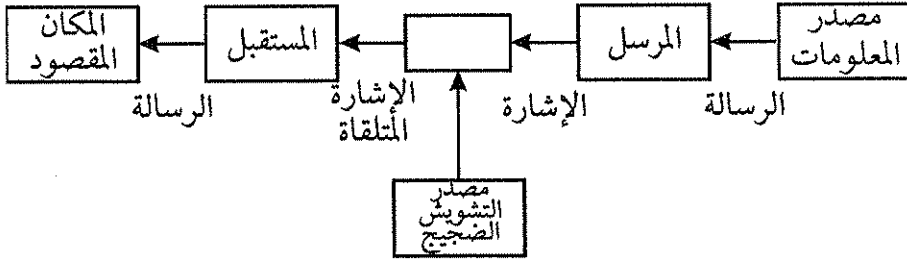 مصدر
المعلومات
المرسل
المستقبل
المكان
المقصود
الرسالة
الإشارة
الإشارة
المتلقاة
الرسالة
مصدر
التشويش
الضجيج